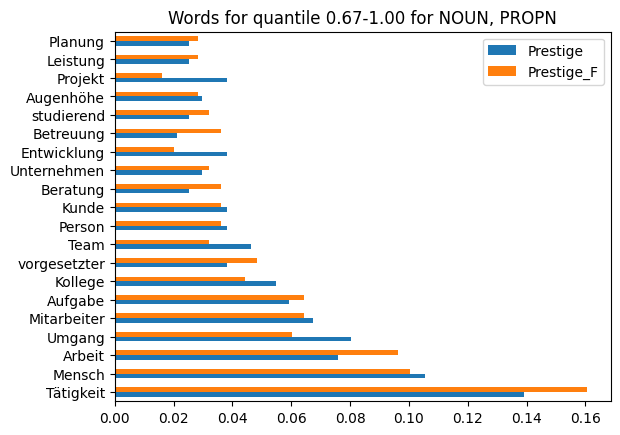 Words for quantile 0.67-1.00 for NOUN, PROPN
Prestige
Prestige_F
Planung
Leistung
Projekt
Augenhöhe
studierend
Betreuung
Entwicklung
Unternehmen
Beratung
Kunde
Person
Team
vorgesetzter
Kollege
Aufgabe
Mitarbeiter
Umgang
Arbeit
Mensch
Tätigkeit
0.00 0.02 0.04 0.06 0.08 0.10 0.12 0.14 0.16